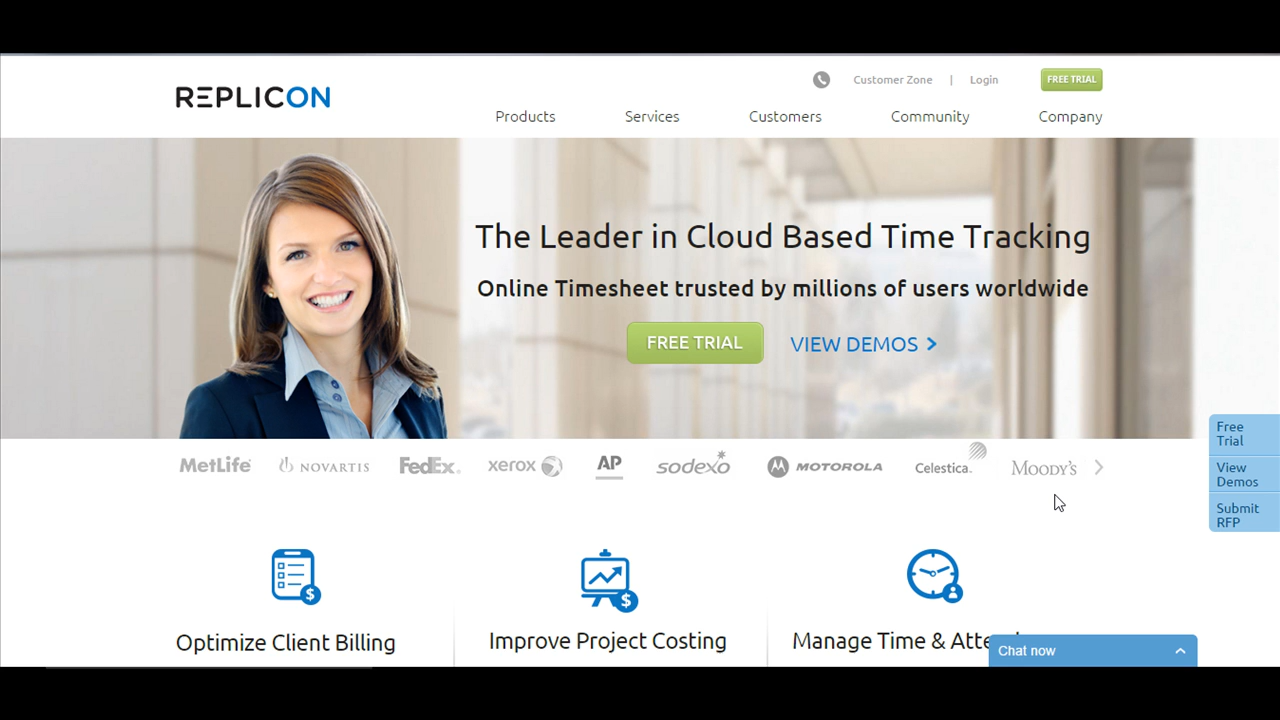 Customer Zone | Login FREE TRIAL
REPLICON
Products Services Customers Community Company
The Leader in Cloud Based Time Tracking
Online Timesheet trusted by millions of users worldwide
FREE TRIAL VIEW DEMOS >
Free
Trial
View
Demos
Submit
RFP
MetLife NOVARTIS FedEx xerox AP sodexo MOTOROLA Celestica MOODY'S
$ $
Optimize Client Billing Improve Project Costing Manage Time &
Chat now